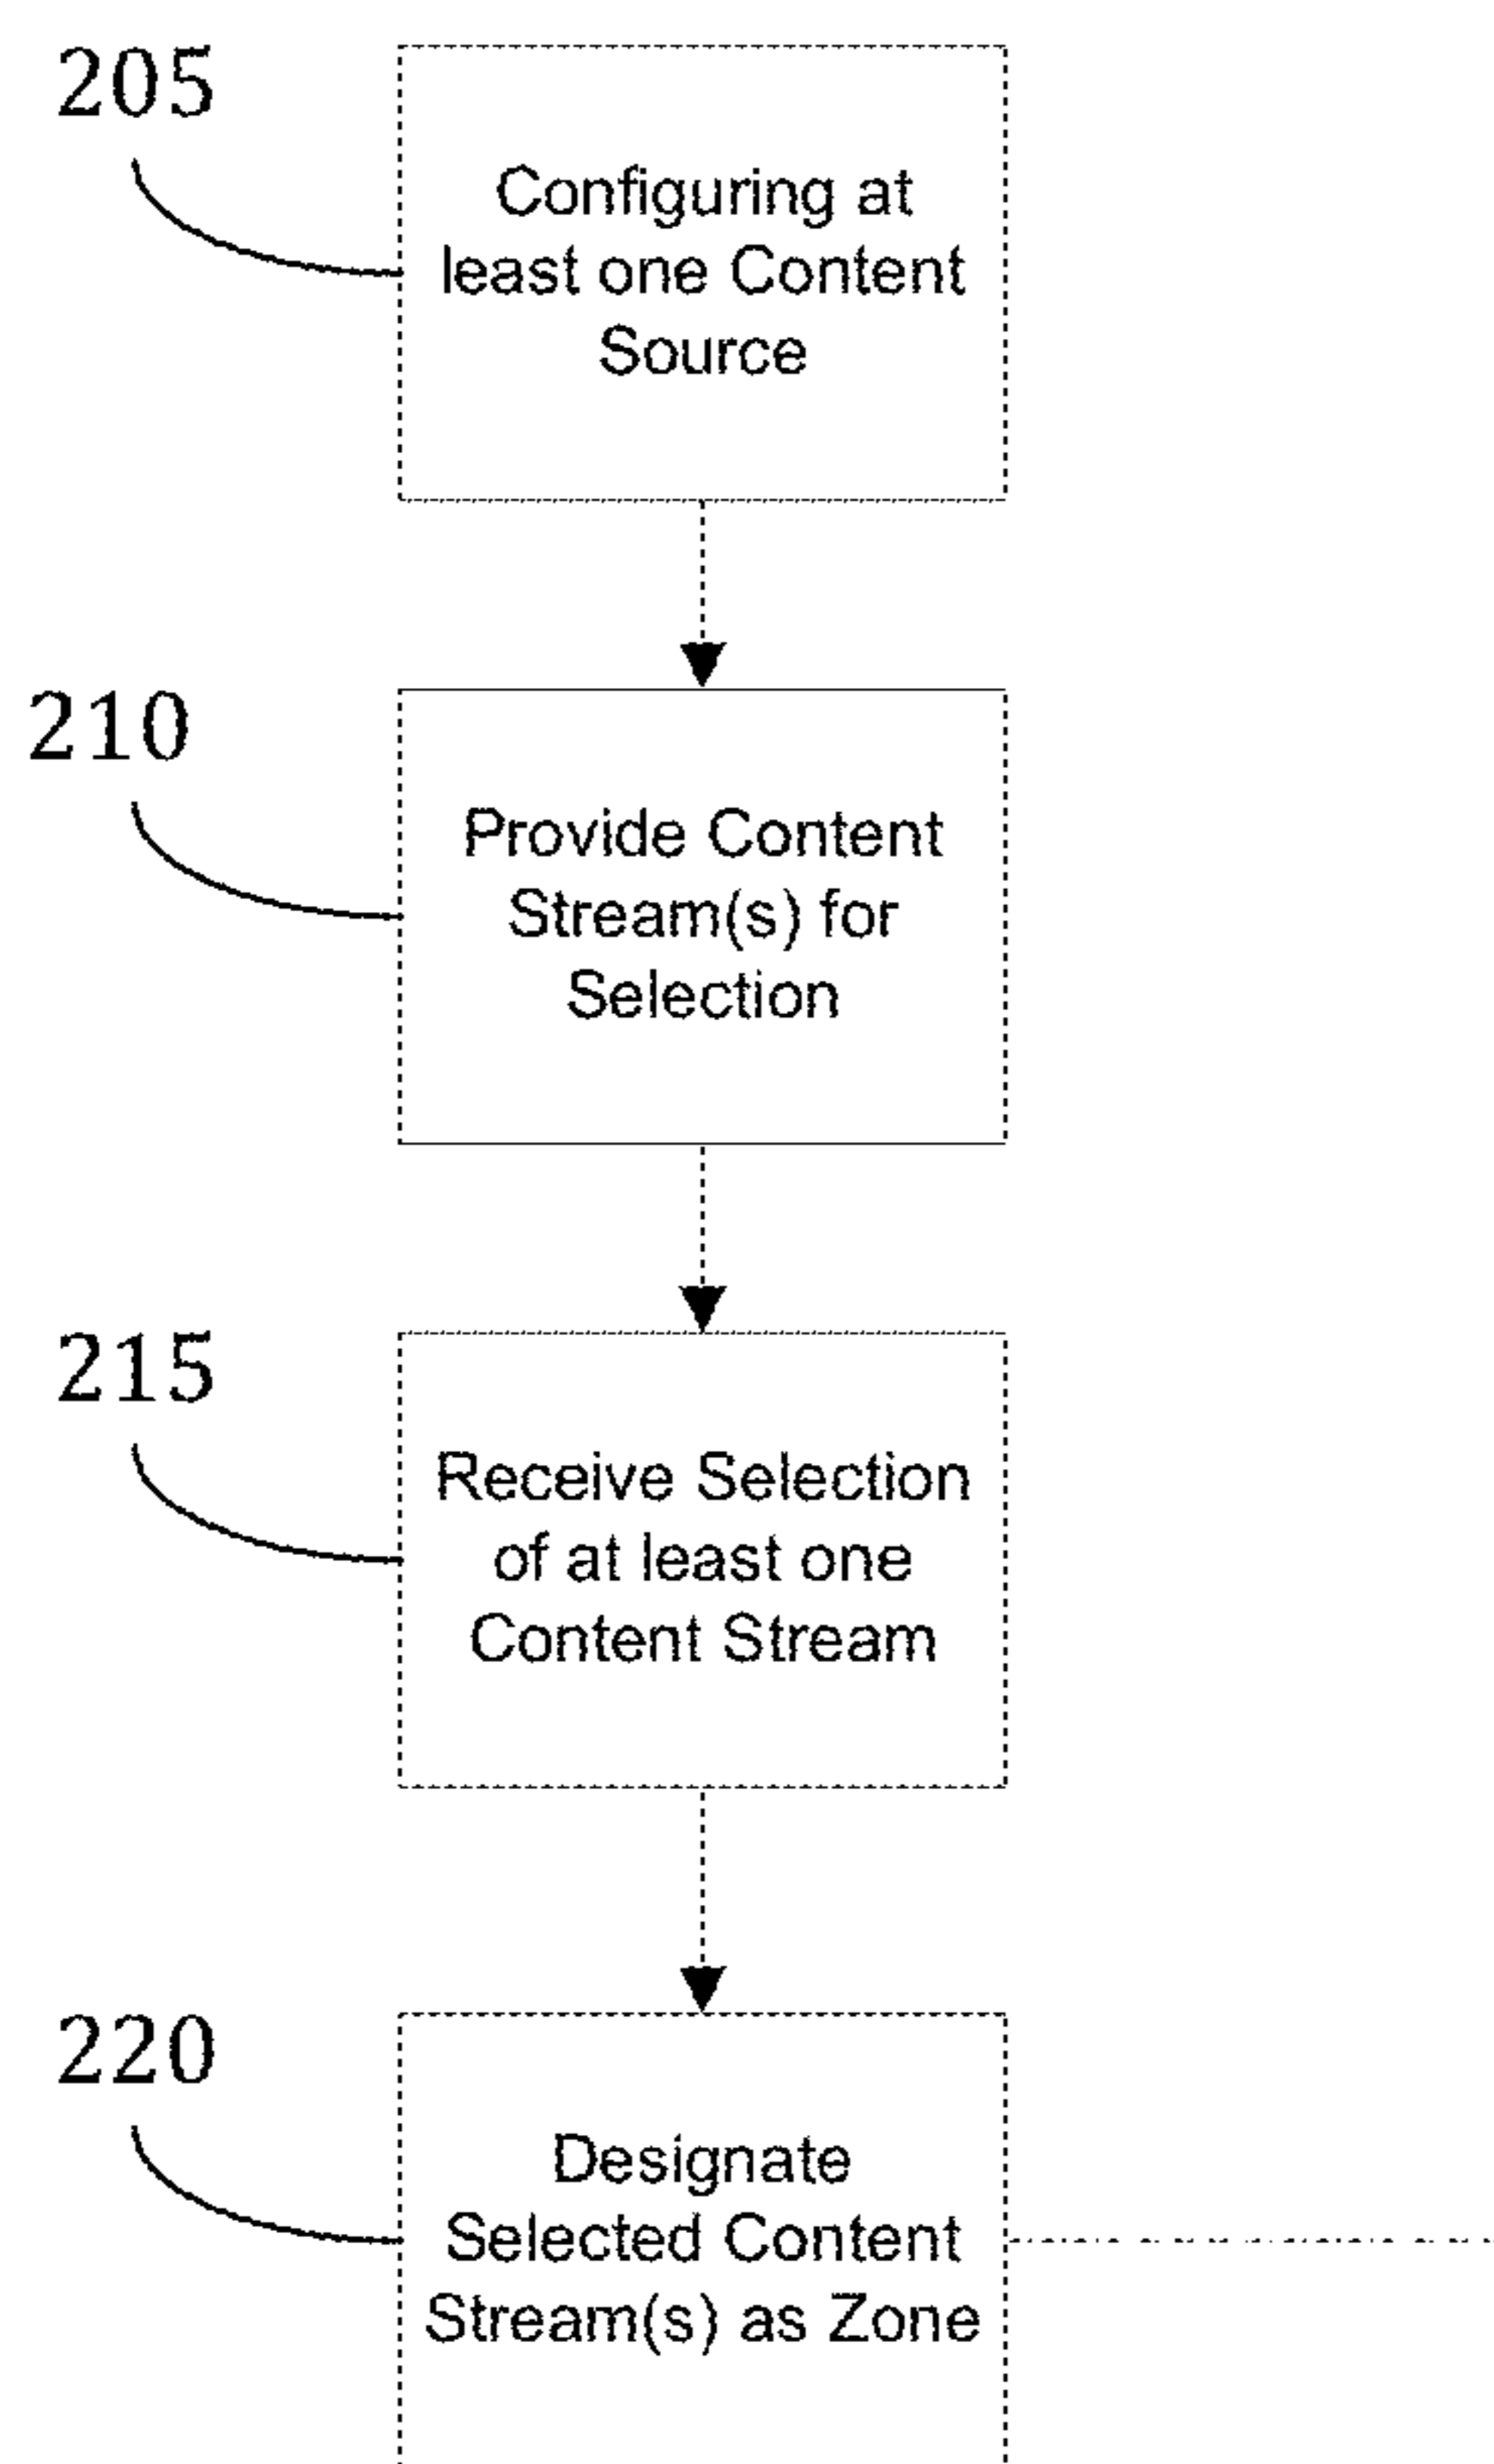 205
Configuring at
least one Content
Source
210
Provide Content
Stream(s) for
Selection
215
Receive Selection
of at least one
Content Stream
220
Designate
Selected Content
Stream(s) as Zone